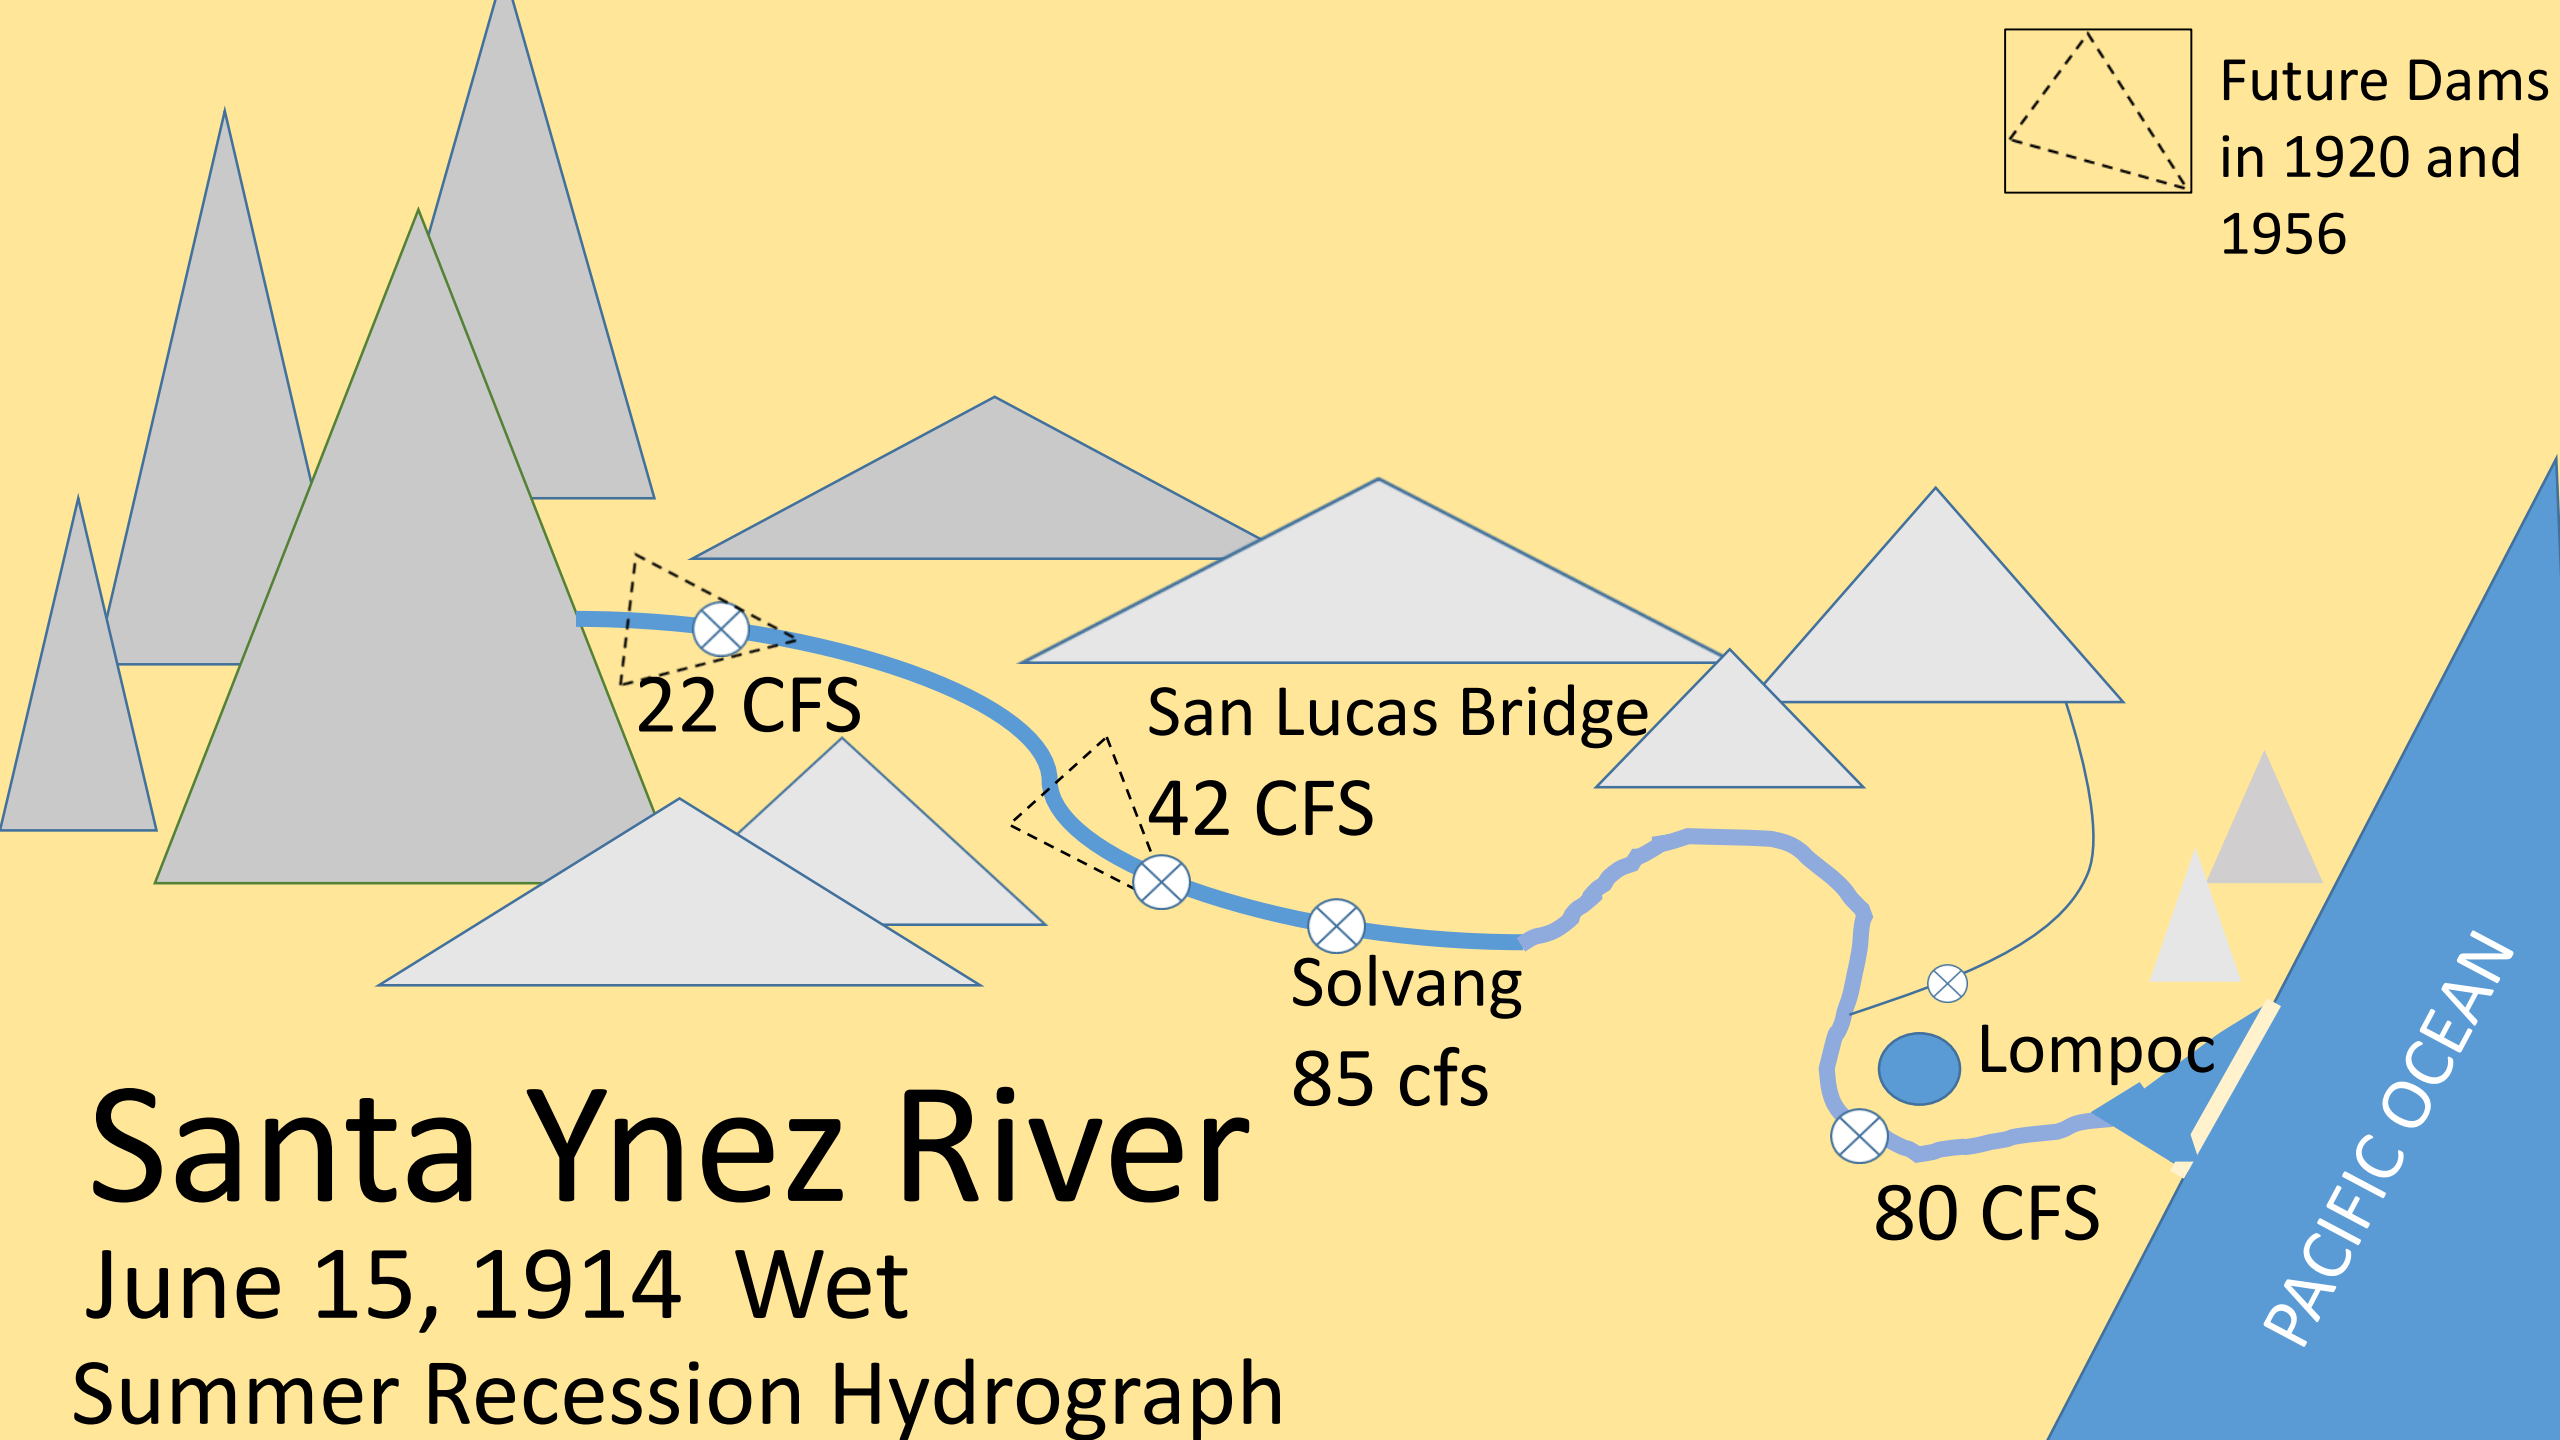 Future Dams
in 1920 and
1956
22 CFS
San Lucas Bridge
42 CFS
Solvang
85 cfs
Lompoc
80 CFS
PACIFIC OCEAN
Santa Ynez River
June 15, 1914  Wet
Summer Recession Hydrograph